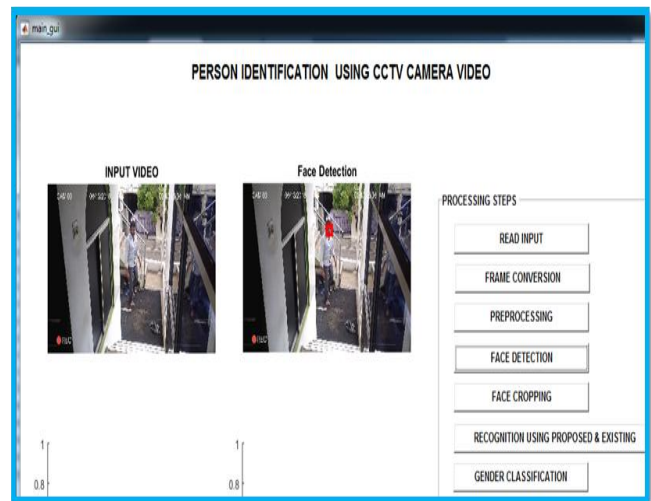 main_gui
PERSON IDENTIFICATION USING CCTV CAMERA VIDEO
INPUT VIDEO
Face Detection
PROCESSING STEPS
READ INPUT
FRAME CONVERSION
PREPROCESSING
FACE DETECTION
FACE CROPPING
RECOGNITION USING PROPOSED & EXISTING
GENDER CLASSIFICATION
1
0.8
1
0.8